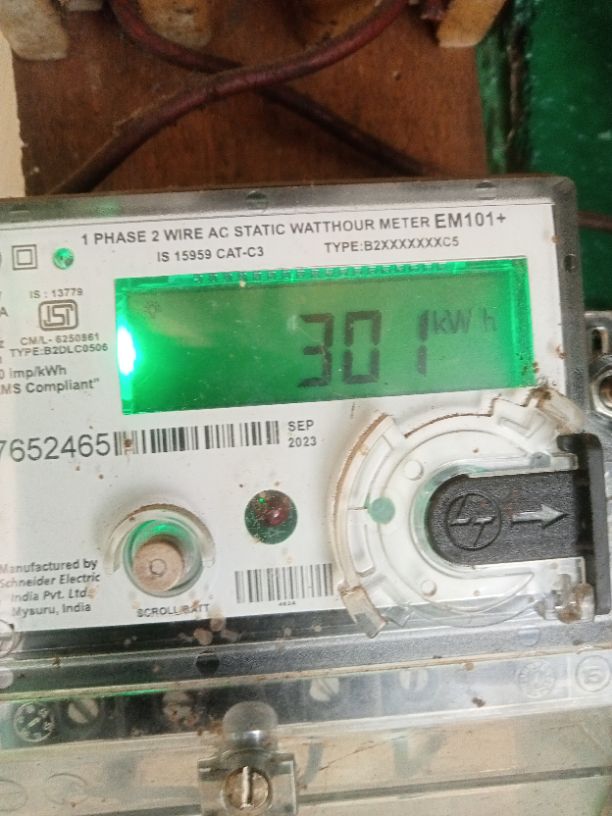 1 PHASE 2 WIRE AC STATIC WATTHOUR METER EM101+
IS 15959 CAT-C3 TYPE:B2XXXXXXXC5
IS : 13779
CM/L- 6250861
TYPE:B2DLC0506
0 imp/kWh
MS Compliant"
301 kWh
7652465
SEP
2023
Manufactured by
Schneider Electric
India Pvt. Ltd.
Mysuru, India
SCROLL/BATT